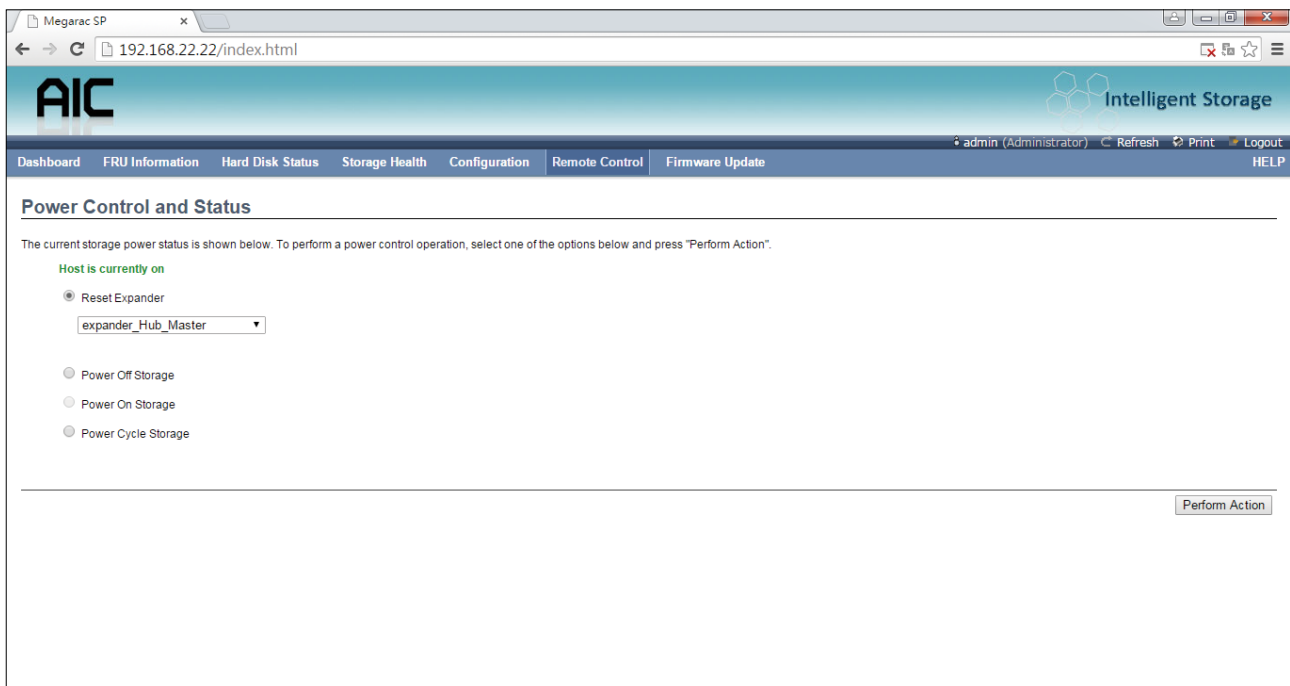 Megarac SP
192.168.22.22/index.html
AIC
Intelligent Storage
admin (Administrator) Refresh Print Logout
Dashboard FRU Information Hard Disk Status Storage Health Configuration Remote Control Firmware Update HELP
Power Control and Status
The current storage power status is shown below. To perform a power control operation, select one of the options below and press "Perform Action".
Host is currently on
Reset Expander
expander_Hub_Master
Power Off Storage
Power On Storage
Power Cycle Storage
Perform Action